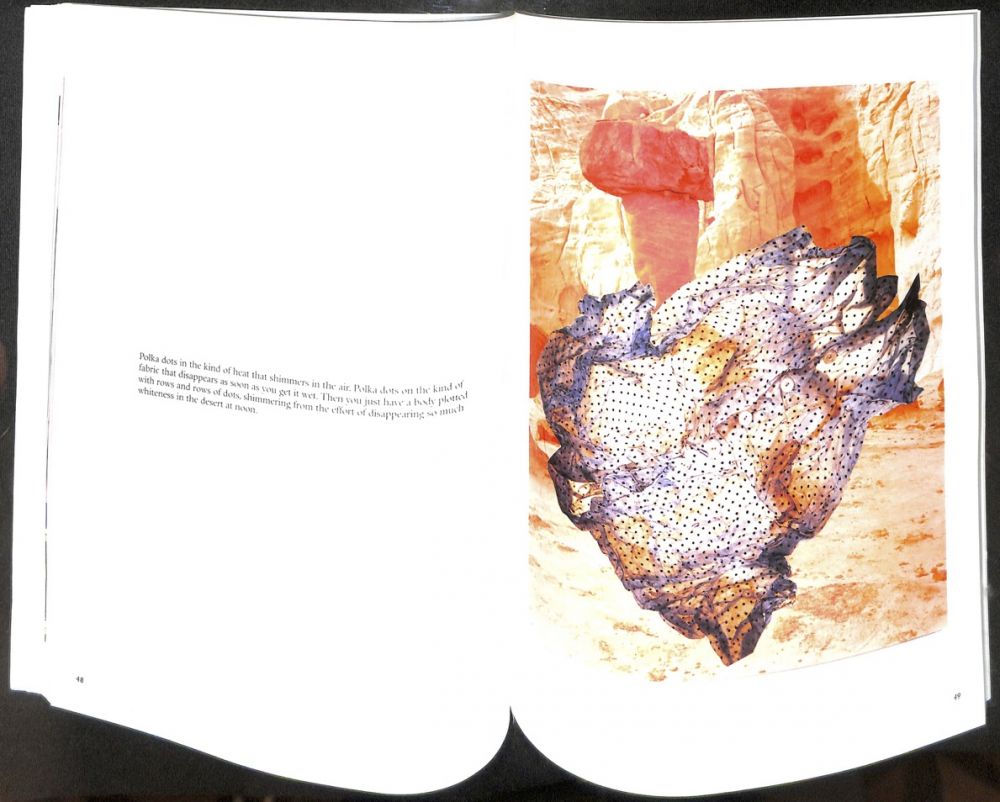 Polka dots in the kind of heat that shimmers in the air. Polka dots on the kind of
fabric that disappears as soon as you get it wet. Then you just have a body plotted
with rows and rows of dots, shimmering from the effort of disappearing so much
whiteness in the desert at noon.
48
49